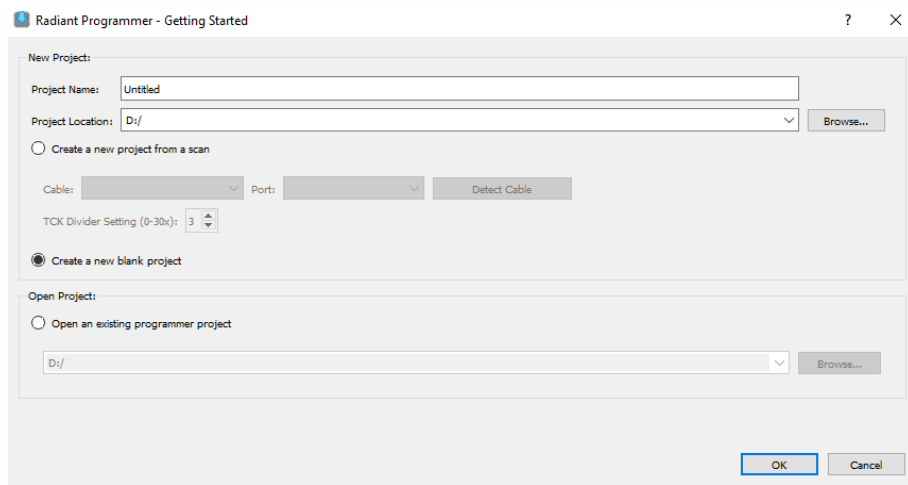 Radiant Programmer - Getting Started ? X
New Project:
Project Name: Untitled
Project Location: D:/ Browse...
Create a new project from a scan
Cable: Port: Detect Cable
TCK Divider Setting (0-30x): 3
Create a new blank project
Open Project:
Open an existing programmer project
D:/ Browse...
OK Cancel